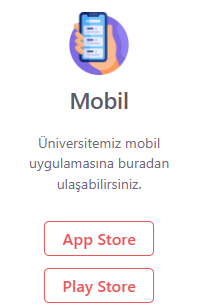 Mobil
Üniversitemiz mobil
uygulamasına buradan
ulaşabilirsiniz.
App Store
Play Store